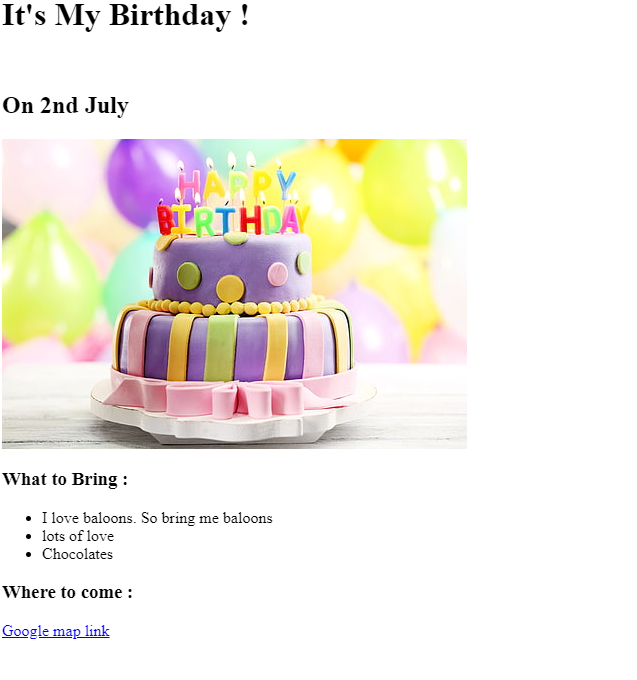 It's My Birthday !
On 2nd July
HAPPY
BIRTHDAY
What to Bring :
I love baloons. So bring me baloons
lots of love
Chocolates
Where to come :
Google map link